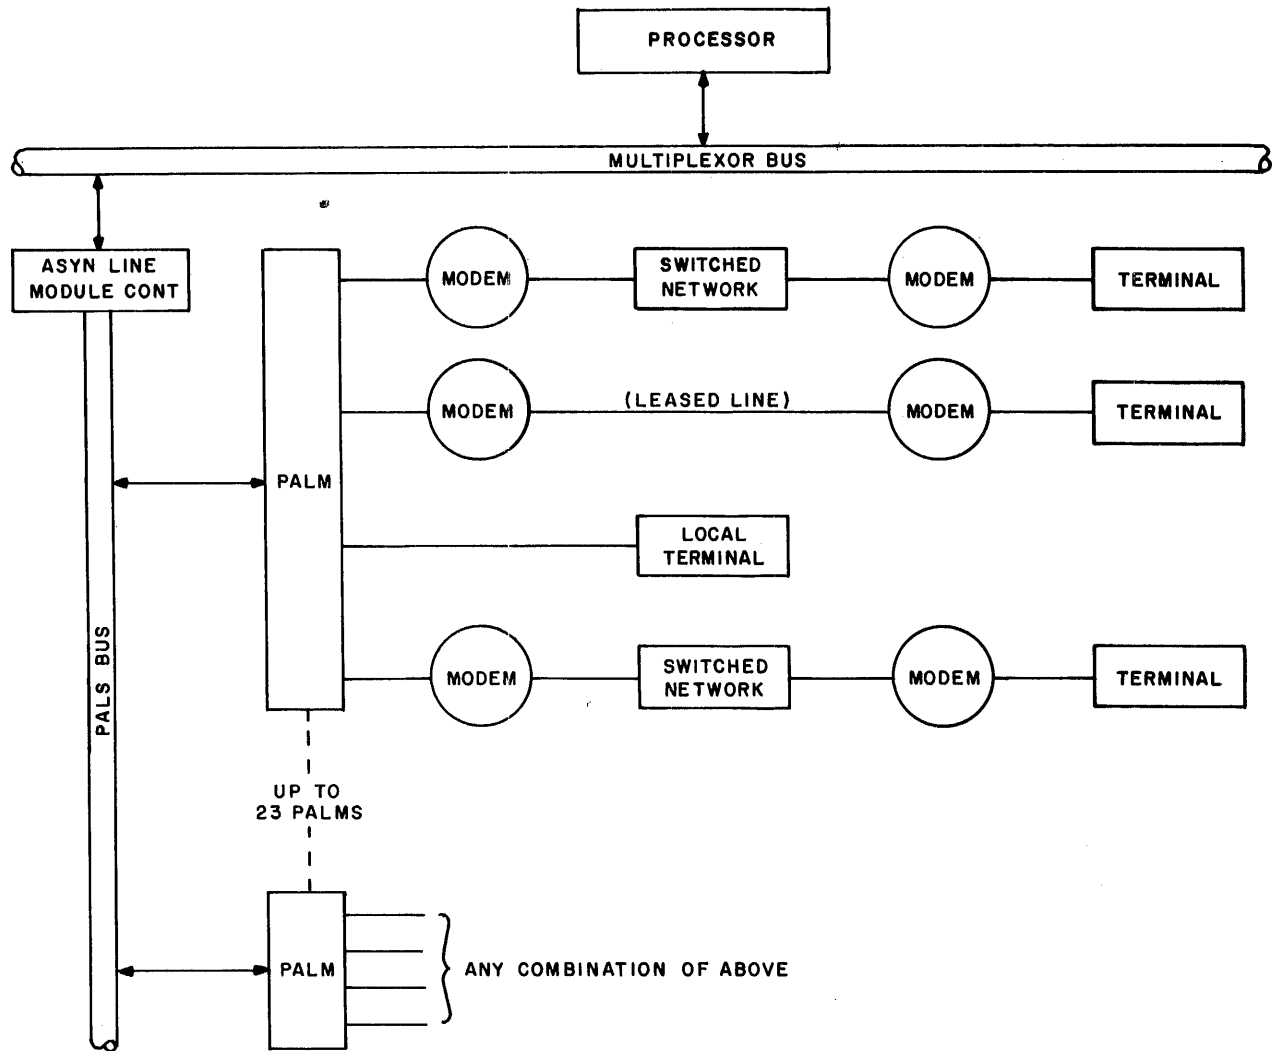 PROCESSOR
MULTIPLEXOR BUS
ASYN LINE
MODULE CONT
MODEM
SWITCHED
NETWORK
MODEM
TERMINAL
MODEM
(LEASED LINE)
MODEM
TERMINAL
PALM
LOCAL
TERMINAL
PALS BUS
MODEM
SWITCHED
NETWORK
MODEM
TERMINAL
UP TO
23 PALMS
PALM
ANY COMBINATION OF ABOVE